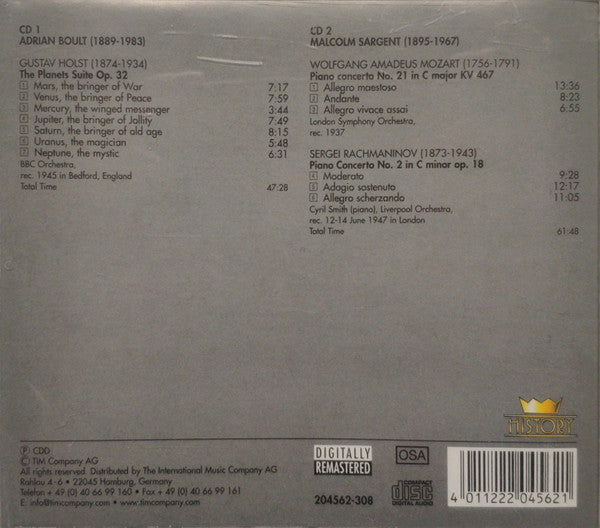 CD 1
ADRIAN BOULT (1889-1983)
GUSTAV HOLST (1874-1934)
The Planets Suite Op. 32
1 Mars, the bringer of War 7:17
2 Venus, the bringer of Peace 7:59
3 Mercury, the winged messenger 3:44
4 Jupiter, the bringer of Jollity 7:49
5 Saturn, the bringer of old age 8:15
6 Uranus, the magician 5:48
7 Neptune, the mystic 6:31
BBC Orchestra,
rec. 1945 in Bedford, England
Total Time 47:28
CD 2
MALCOLM SARGENT (1895-1967)
WOLFGANG AMADEUS MOZART (1756-1791)
Piano concerto No. 21 in C major KV 467
1 Allegro maestoso 13:36
2 Andante 8:23
3 Allegro vivace assai 6:55
London Symphony Orchestra,
rec. 1937
SERGEI RACHMANINOV (1873-1943)
Piano Concerto No. 2 in C minor op. 18
4 Moderato 9:28
5 Adagio sostenuto 12:17
6 Allegro scherzando 11:05
Cyril Smith (piano), Liverpool Orchestra,
rec. 12-14 June 1947 in London
Total Time 61:48
HISTORY
℗ CDD
© TIM Company AG
All rights reserved. Distributed by The International Music Company AG
Rahlau 4-6 • 22045 Hamburg, Germany
Telefon + 49 (0) 40 66 99 160 • Fax + 49 (0) 40 66 99 161
E: info@timcompany.com • www.timcompany.com
DIGITALLY
REMASTERED
OSA
204562-308
COMPACT
disc
DIGITAL AUDIO
4 011222 045621